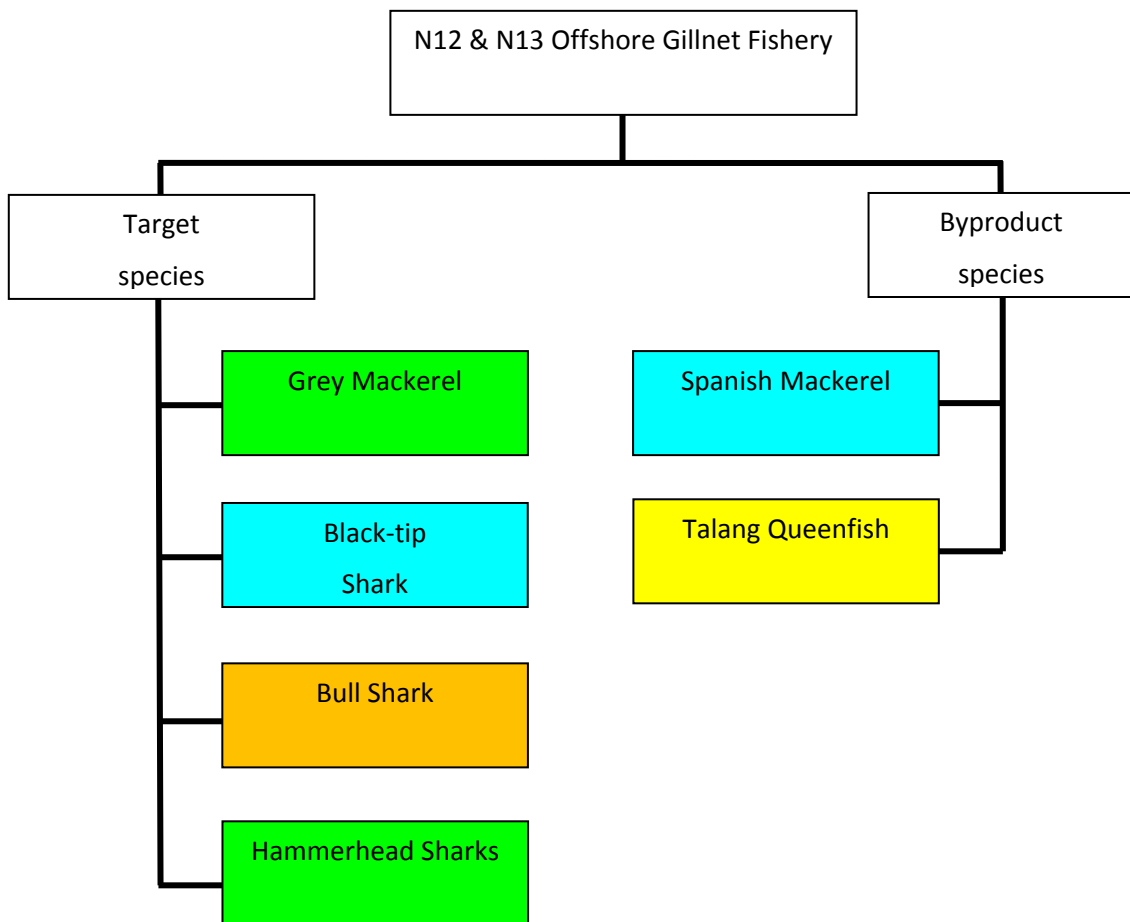 N12 & N13 Offshore Gillnet Fishery
Target
species
Byproduct
species
Grey Mackerel
Spanish Mackerel
Black-tip
Shark
Talang Queenfish
Bull Shark
Hammerhead Sharks